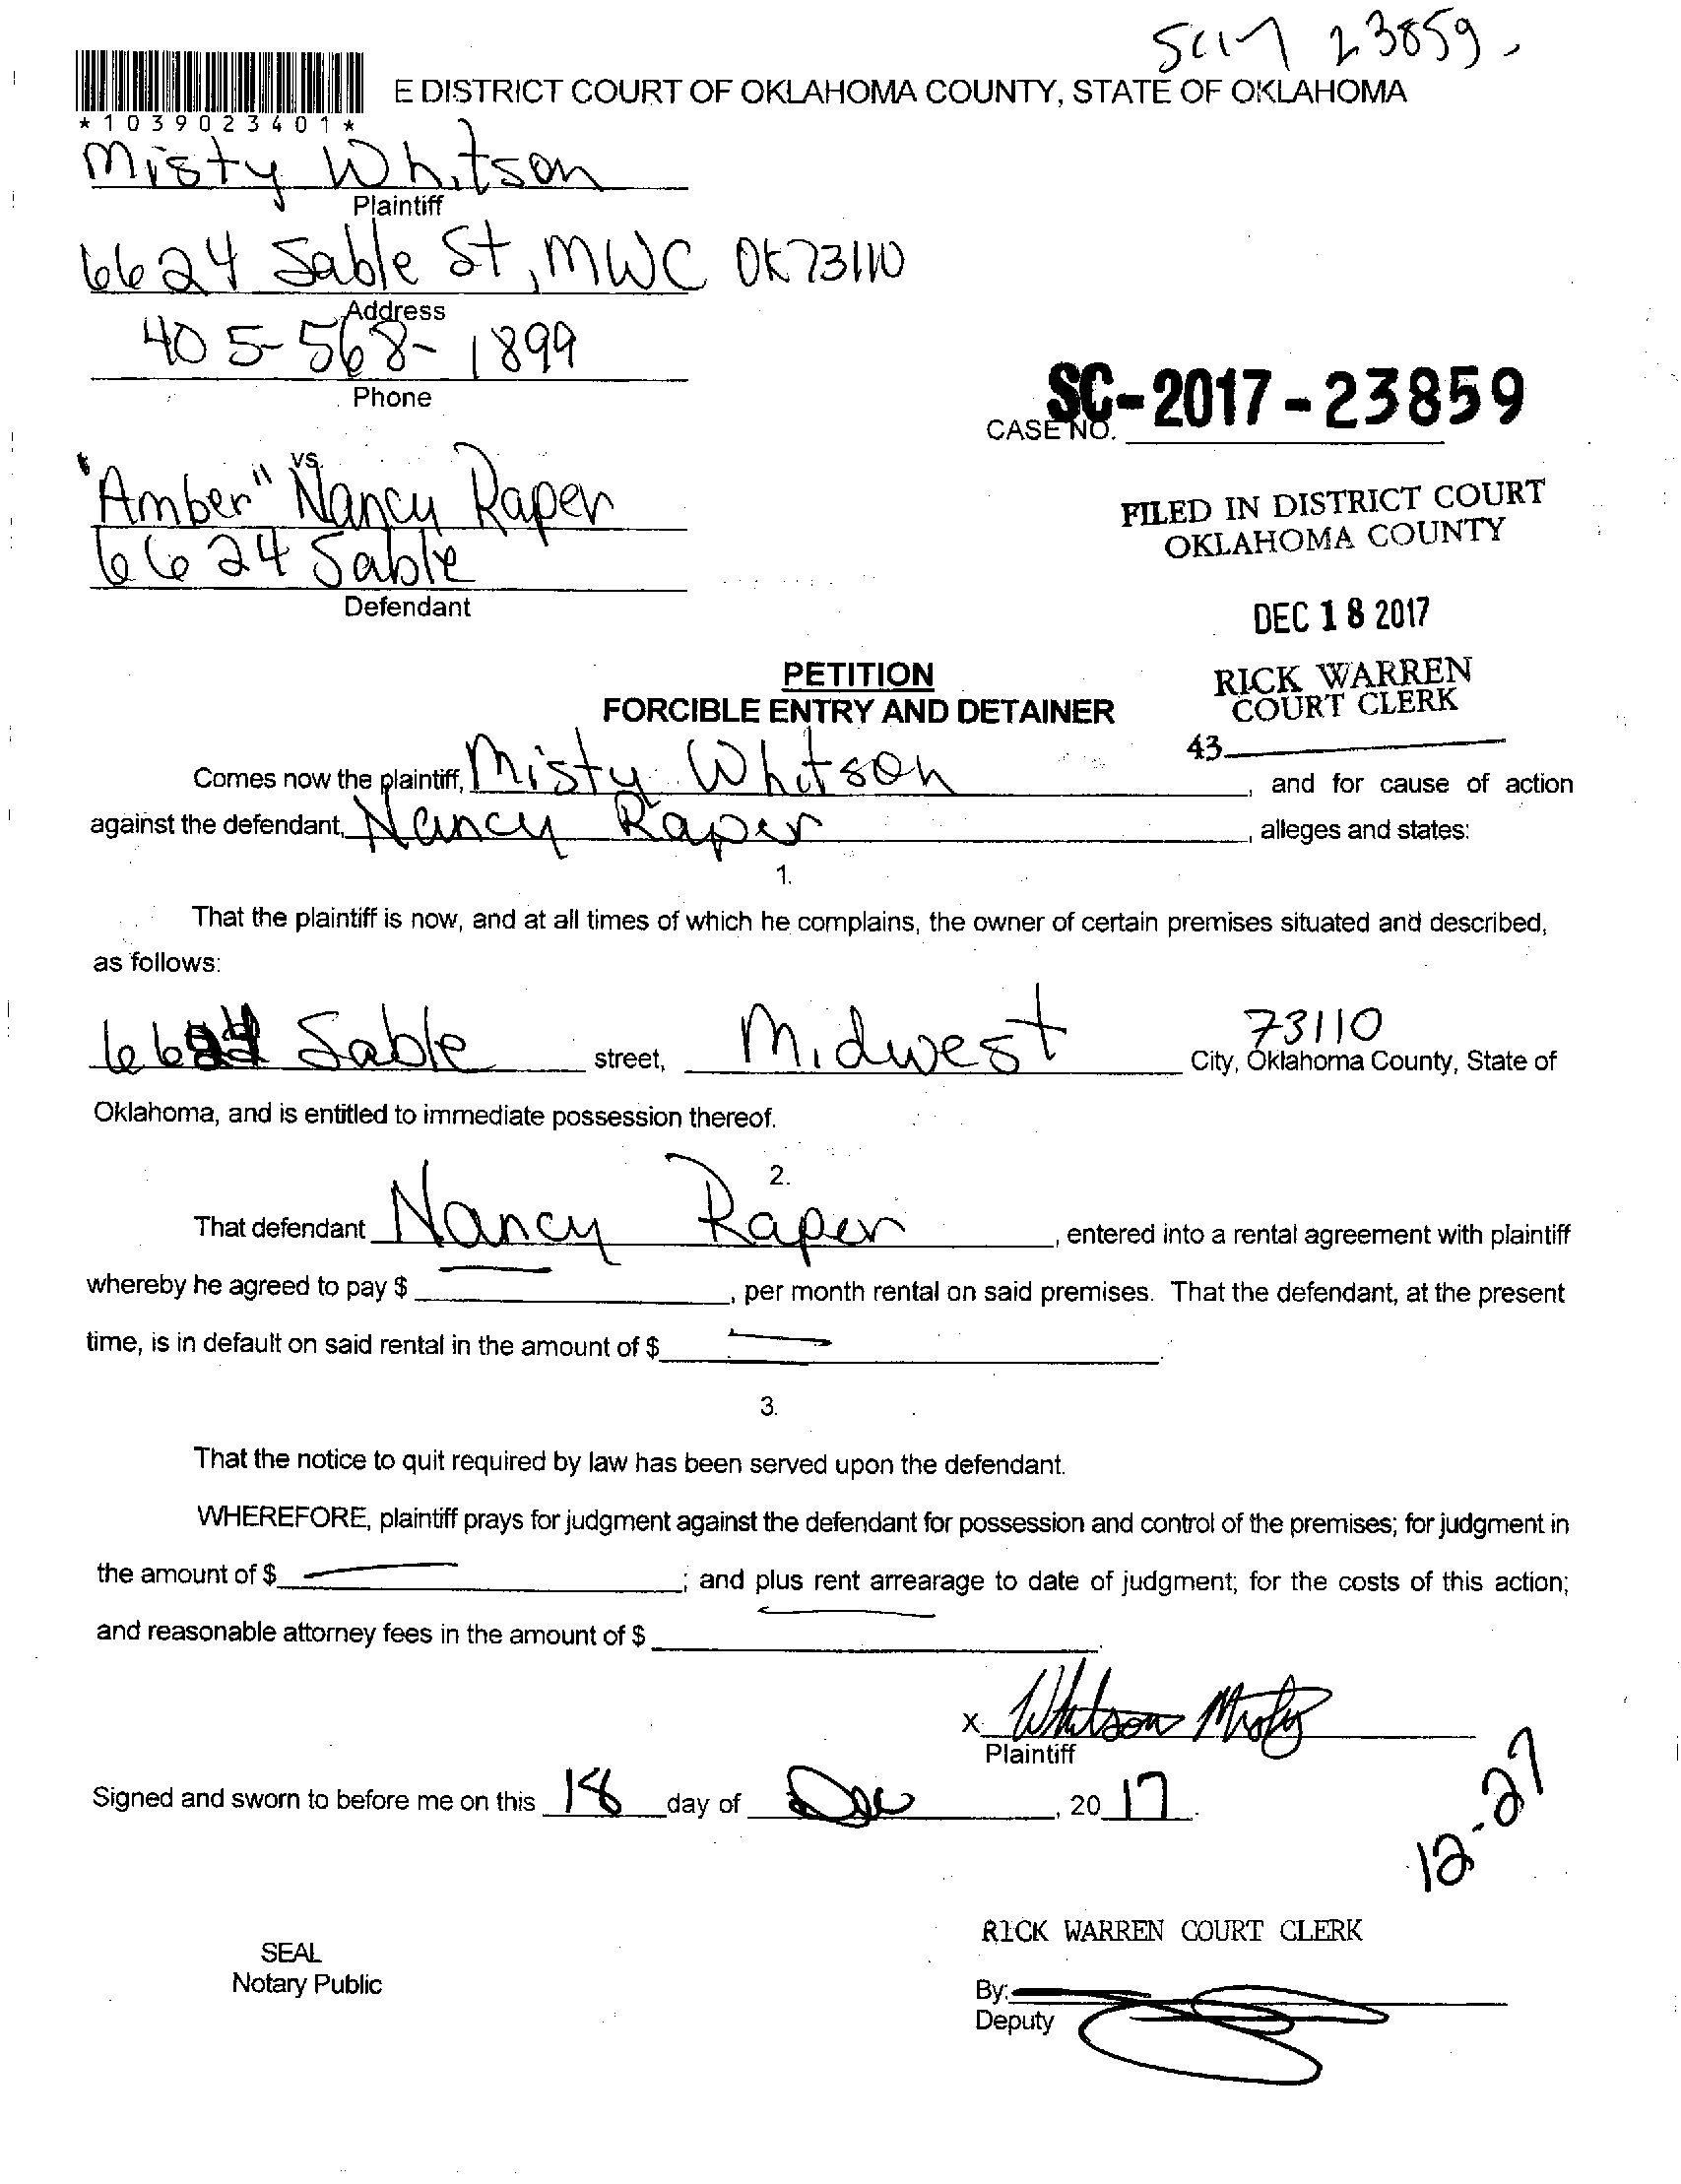 SC17 23859
E DISTRICT COURT OF OKLAHOMA COUNTY, STATE OF OKLAHOMA
*1039023401*
Misty Whitson
Plaintiff
6624 Sable St, MWC OK 73110
Address
405-568-1899
Phone
SC-2017-23859
CASE NO.
vs.
"Amber" Nancy Raper
6624 Sable
Defendant
FILED IN DISTRICT COURT
OKLAHOMA COUNTY
DEC 18 2017
RICK WARREN
COURT CLERK
43
PETITION
FORCIBLE ENTRY AND DETAINER
Comes now the plaintiff, Misty Whitson, and for cause of action
against the defendant, Nancy Raper, alleges and states:
1.
That the plaintiff is now, and at all times of which he complains, the owner of certain premises situated and described,
as follows:
6624 Sable street, Midwest City, Oklahoma County, State of
73110
Oklahoma, and is entitled to immediate possession thereof.
2.
That defendant Nancy Raper, entered into a rental agreement with plaintiff
whereby he agreed to pay $, per month rental on said premises. That the defendant, at the present
time, is in default on said rental in the amount of $.
3.
That the notice to quit required by law has been served upon the defendant.
WHEREFORE, plaintiff prays for judgment against the defendant for possession and control of the premises; for judgment in
the amount of $; and plus rent arrearage to date of judgment; for the costs of this action;
and reasonable attorney fees in the amount of $.
X Whitson Misty
Plaintiff
Signed and sworn to before me on this 18 day of Dec, 2017.
12-27
RICK WARREN COURT CLERK
SEAL
Notary Public
By:
Deputy